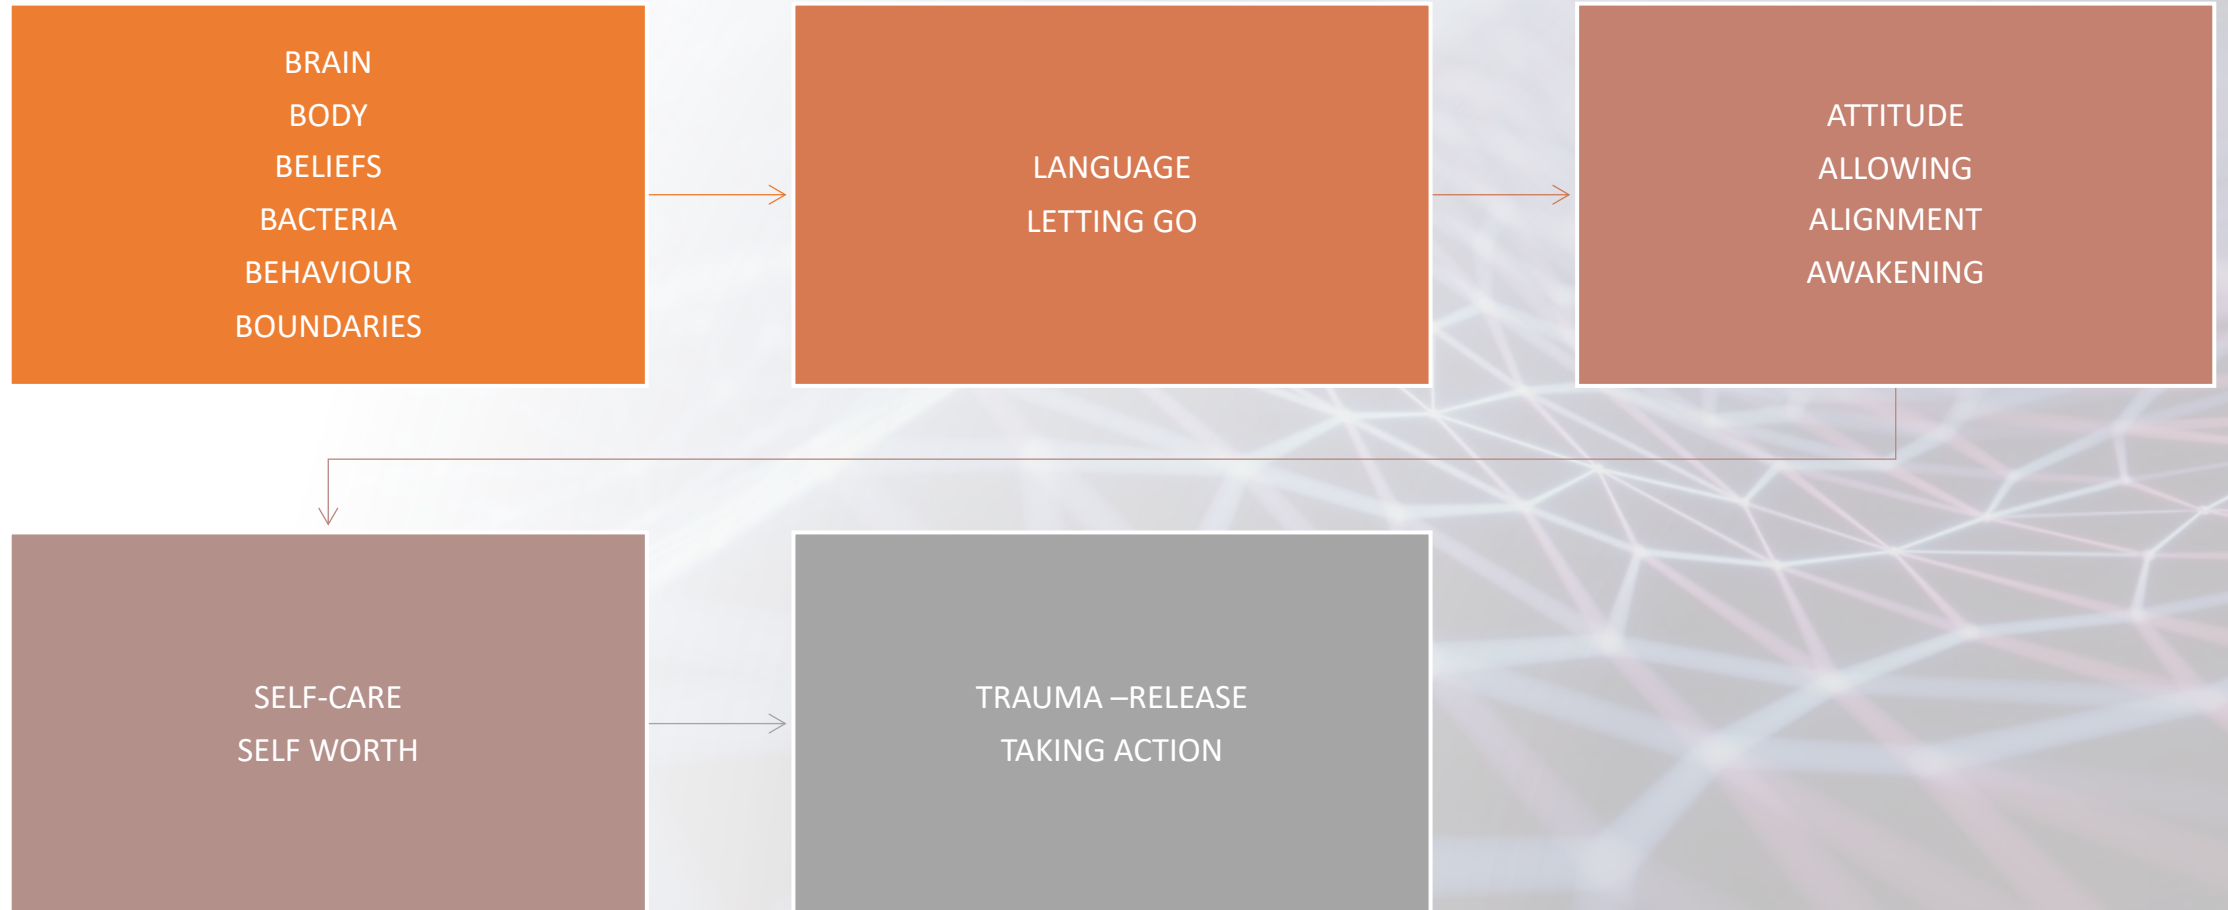 BRAIN
BODY
BELIEFS
BACTERIA
BEHAVIOUR
BOUNDARIES
LANGUAGE
LETTING GO
ATTITUDE
ALLOWING
ALIGNMENT
AWAKENING
SELF-CARE
SELF WORTH
TRAUMA –RELEASE
TAKING ACTION